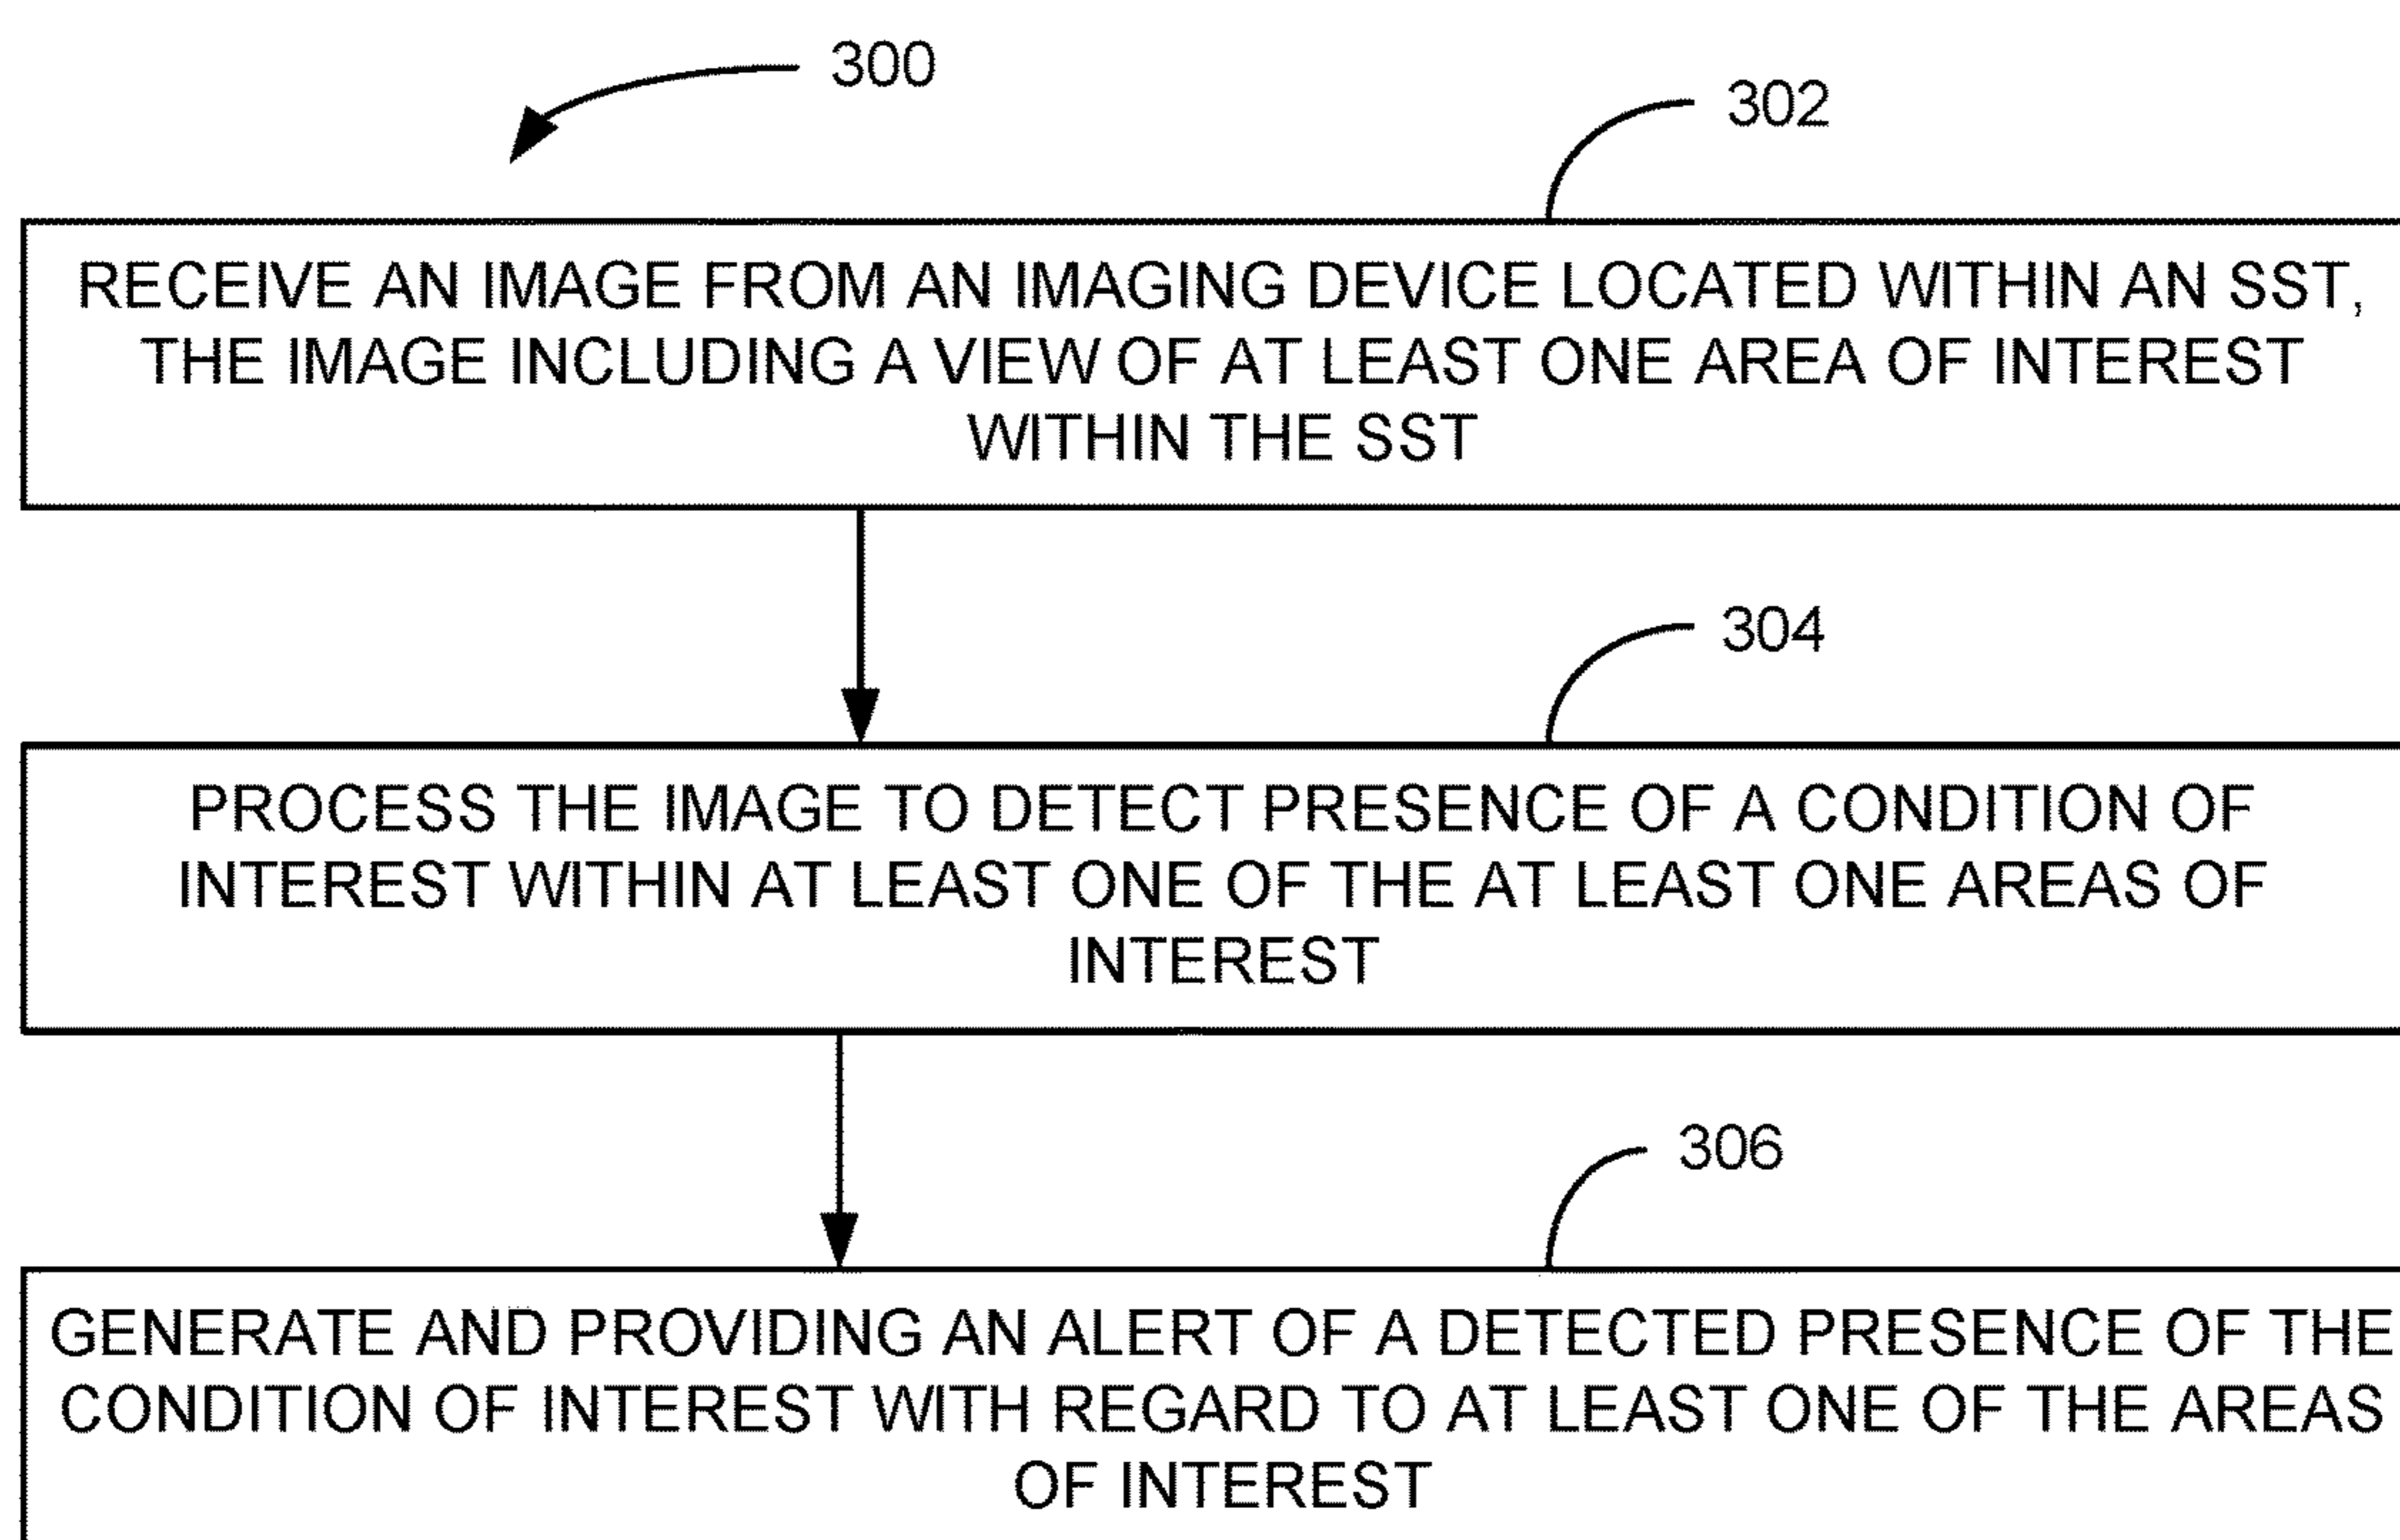 300
302
RECEIVE AN IMAGE FROM AN IMAGING DEVICE LOCATED WITHIN AN SST,
THE IMAGE INCLUDING A VIEW OF AT LEAST ONE AREA OF INTEREST
WITHIN THE SST
304
PROCESS THE IMAGE TO DETECT PRESENCE OF A CONDITION OF
INTEREST WITHIN AT LEAST ONE OF THE AT LEAST ONE AREAS OF
INTEREST
306
GENERATE AND PROVIDING AN ALERT OF A DETECTED PRESENCE OF THE
CONDITION OF INTEREST WITH REGARD TO AT LEAST ONE OF THE AREAS
OF INTEREST